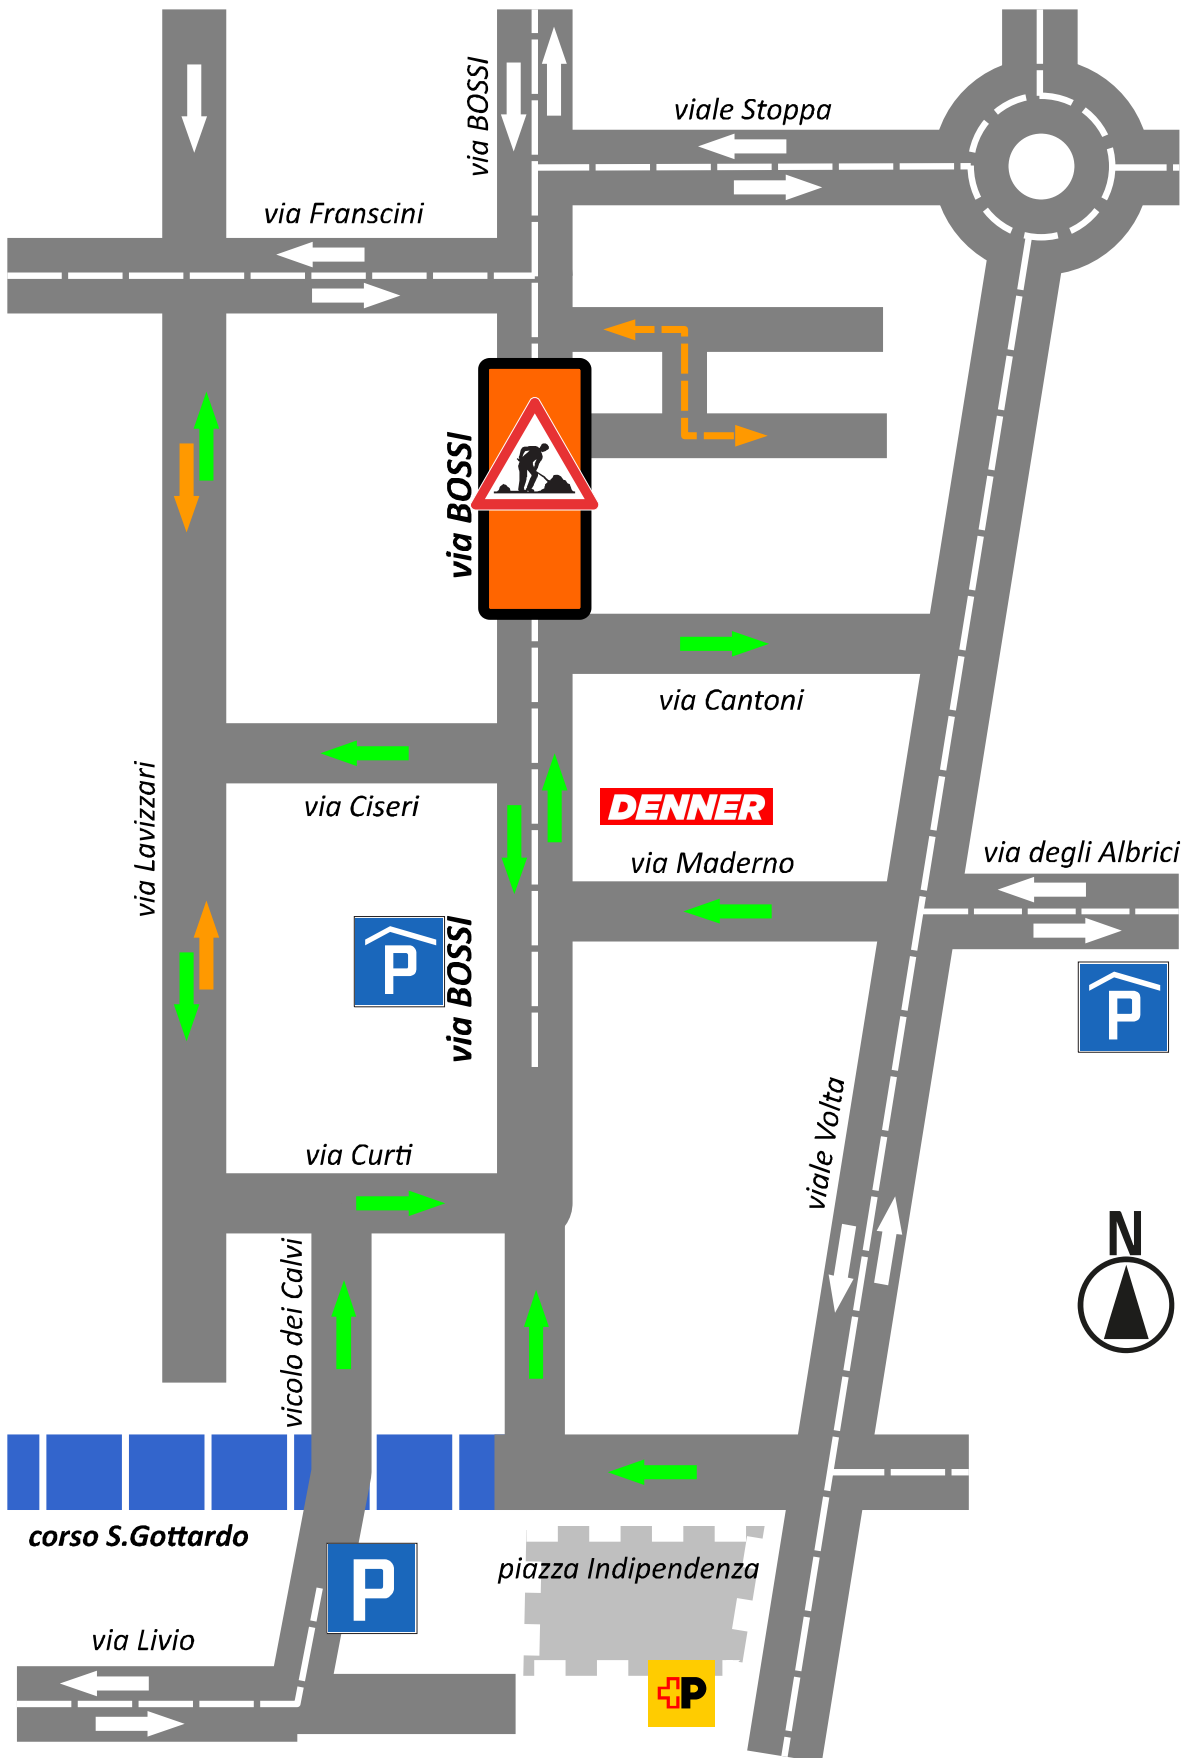 via BOSSI
viale Stoppa
via Franscini
via BOSSI
via Cantoni
via Lavizzari
via Ciseri
DENNER
via Maderno
via degli Albrici
P
via BOSSI
P
viale Volta
via Curti
N
vicolo dei Calvi
corso S.Gottardo
piazza Indipendenza
P
via Livio
P